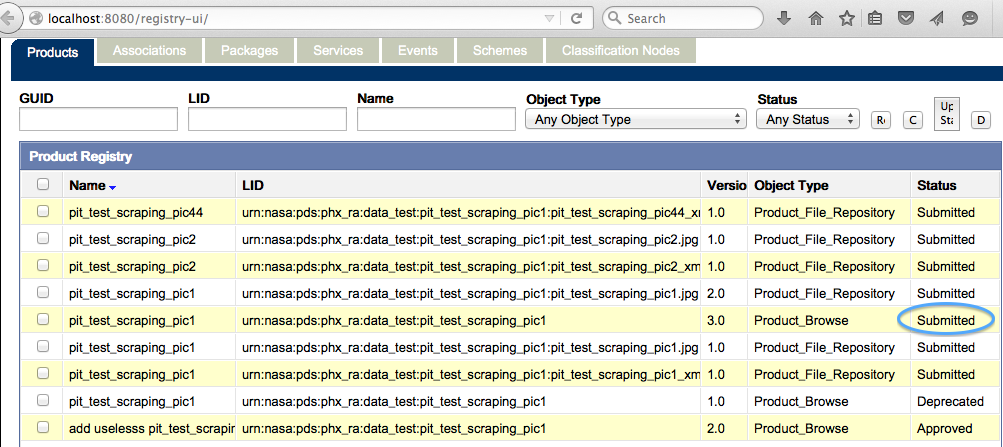 localhost:8080/registry-ui/ Search
Products Associations Packages Services Events Schemes Classification Nodes
GUID LID Name Object Type Status
Any Object Type Any Status Re C Up Sta D
Product Registry
Name LID Versio Object Type Status
pit_test_scraping_pic44 urn:nasa:pds:phx_ra:data_test:pit_test_scraping_pic1:pit_test_scraping_pic44_xm 1.0 Product_File_Repository Submitted
pit_test_scraping_pic2 urn:nasa:pds:phx_ra:data_test:pit_test_scraping_pic1:pit_test_scraping_pic2.jpg 1.0 Product_File_Repository Submitted
pit_test_scraping_pic2 urn:nasa:pds:phx_ra:data_test:pit_test_scraping_pic1:pit_test_scraping_pic2_xm 1.0 Product_File_Repository Submitted
pit_test_scraping_pic1 urn:nasa:pds:phx_ra:data_test:pit_test_scraping_pic1:pit_test_scraping_pic1.jpg 2.0 Product_File_Repository Submitted
pit_test_scraping_pic1 urn:nasa:pds:phx_ra:data_test:pit_test_scraping_pic1 3.0 Product_Browse Submitted
pit_test_scraping_pic1 urn:nasa:pds:phx_ra:data_test:pit_test_scraping_pic1:pit_test_scraping_pic1.jpg 1.0 Product_File_Repository Submitted
pit_test_scraping_pic1 urn:nasa:pds:phx_ra:data_test:pit_test_scraping_pic1:pit_test_scraping_pic1_xm 1.0 Product_File_Repository Submitted
pit_test_scraping_pic1 urn:nasa:pds:phx_ra:data_test:pit_test_scraping_pic1 1.0 Product_Browse Deprecated
add uselesss pit_test_scrapin urn:nasa:pds:phx_ra:data_test:pit_test_scraping_pic1 2.0 Product_Browse Approved